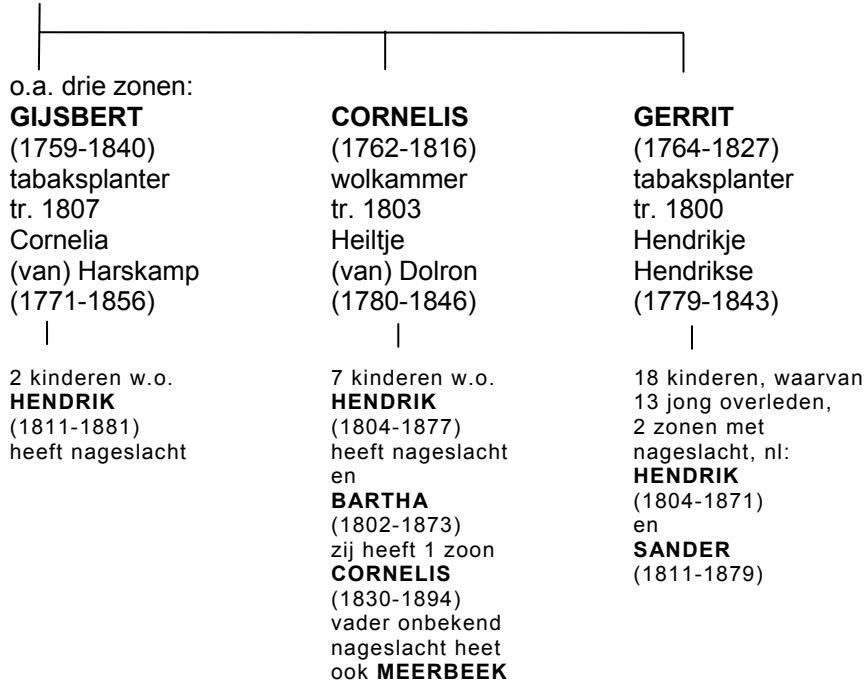 o.a. drie zonen:
GIJSBERT
(1759-1840)
tabaksplanter
tr. 1807
Cornelia
(van) Harskamp
(1771-1856)
2 kinderen w.o.
HENDRIK
(1811-1881)
heeft nageslacht
CORNELIS
(1762-1816)
wolkammer
tr. 1803
Heiltje
(van) Dolron
(1780-1846)
7 kinderen w.o.
HENDRIK
(1804-1877)
heeft nageslacht
en
BARTHA
(1802-1873)
zij heeft 1 zoon
CORNELIS
(1830-1894)
vader onbekend
nageslacht heet
ook MEERBEEK
GERRIT
(1764-1827)
tabaksplanter
tr. 1800
Hendrikje
Hendrikse
(1779-1843)
18 kinderen, waarvan
13 jong overleden,
2 zonen met
nageslacht, nl:
HENDRIK
(1804-1871)
en
SANDER
(1811-1879)